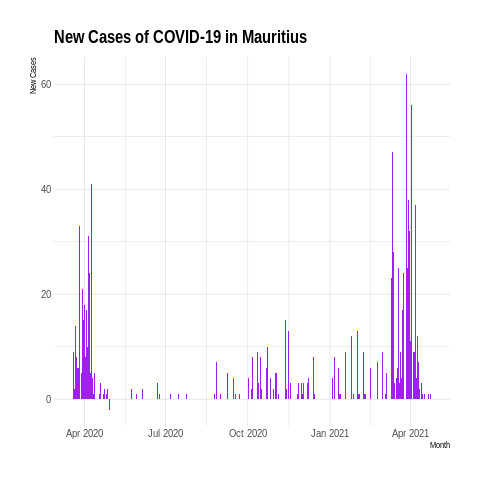 New Cases of COVID-19 in Mauritius
New Cases
60
40
20
0
Apr 2020 Jul 2020 Oct 2020 Jan 2021 Apr 2021
Month